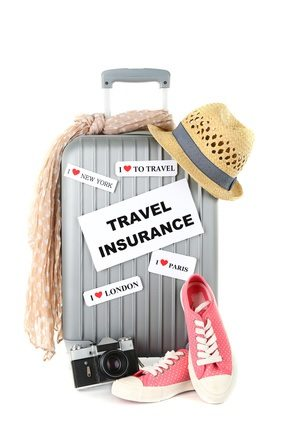 I ❤ TO TRAVEL
I ❤ NEW YORK
TRAVEL
INSURANCE
I ❤ PARIS
I ❤ LONDON